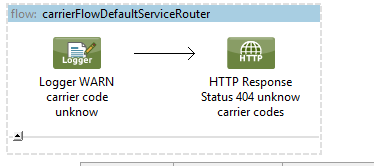 flow: carrierFlowDefaultServiceRouter
Logger
HTTP
Logger WARN
carrier code
unknow
HTTP Response
Status 404 unknow
carrier codes